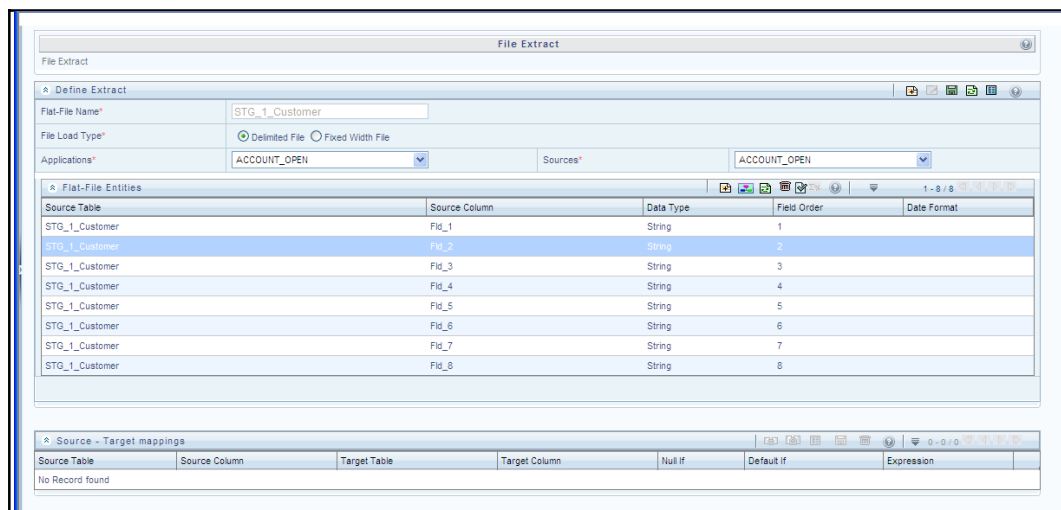 File Extract
File Extract
Define Extract
Flat-File Name* STG_1_Customer
File Load Type* Delimited File Fixed Width File
Applications* ACCOUNT_OPEN Sources* ACCOUNT_OPEN
Flat-File Entities 1 - 8 / 8
Source Table Source Column Data Type Field Order Date Format
STG_1_Customer Fld_1 String 1
STG_1_Customer Fld_2 String 2
STG_1_Customer Fld_3 String 3
STG_1_Customer Fld_4 String 4
STG_1_Customer Fld_5 String 5
STG_1_Customer Fld_6 String 6
STG_1_Customer Fld_7 String 7
STG_1_Customer Fld_8 String 8
Source - Target mappings 0 - 0 / 0
Source Table Source Column Target Table Target Column Null If Default If Expression
No Record found